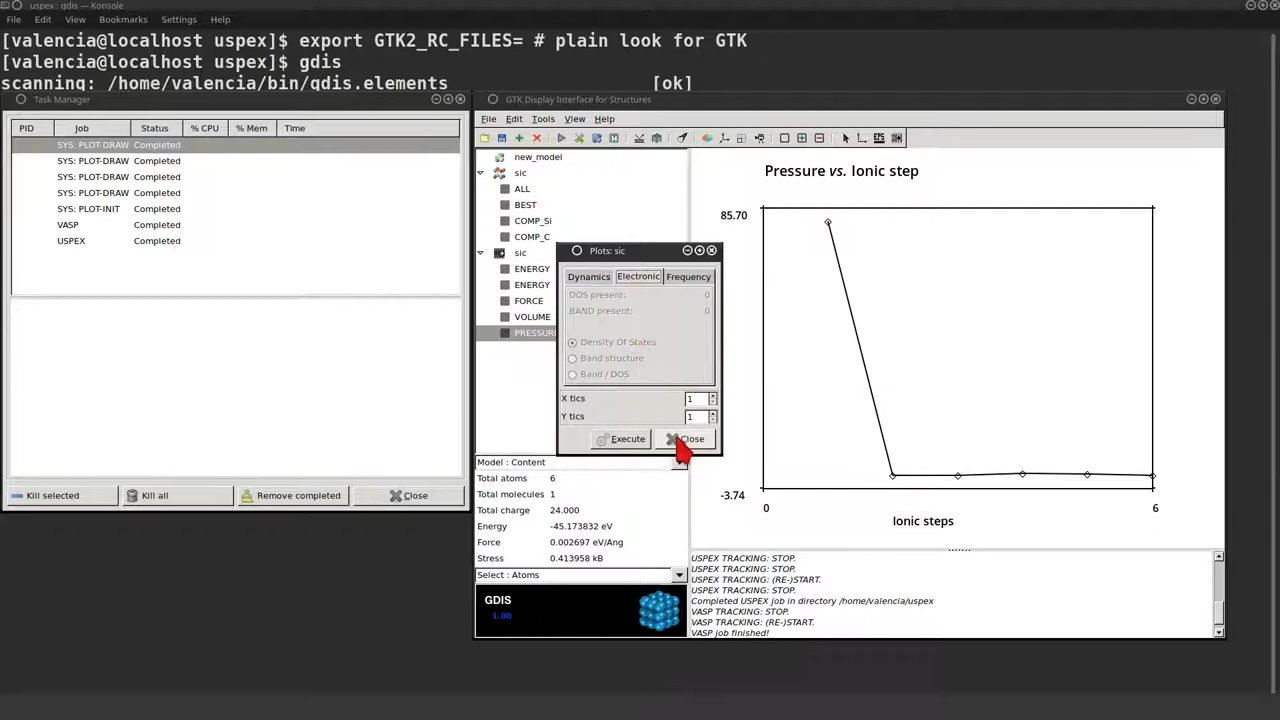 uspex : gdis — Konsole
File Edit View Bookmarks Settings Help
[valencia@localhost uspex]$ export GTK2_RC_FILES= # plain look for GTK
[valencia@localhost uspex]$ gdis
scanning: /home/valencia/bin/gdis.elements [ok]
Task Manager
PID Job Status % CPU % Mem Time
SYS: PLOT-DRAW Completed
SYS: PLOT-DRAW Completed
SYS: PLOT-DRAW Completed
SYS: PLOT-DRAW Completed
SYS: PLOT-INIT Completed
VASP Completed
USPEX Completed
Kill selected Kill all Remove completed Close
GTK Display Interface for Structures
File Edit Tools View Help
new_model
sic
ALL
BEST
COMP_Si
COMP_C
sic
ENERGY
ENERGY
FORCE
VOLUME
PRESSURE
Plots: sic
Dynamics Electronic Frequency
DOS present: 0
BAND present: 0
Density Of States
Band structure
Band / DOS
X tics 1
Y tics 1
Execute Close
Model : Content
Total atoms 6
Total molecules 1
Total charge 24.000
Energy -45.173832 eV
Force 0.002697 eV/Ang
Stress 0.413958 kB
Select : Atoms
GDIS
1.00
Pressure vs. Ionic step
85.70
-3.74
0 6
Ionic steps
USPEX TRACKING: STOP.
USPEX TRACKING: STOP.
USPEX TRACKING: (RE-)START.
USPEX TRACKING: STOP.
Completed USPEX job in directory /home/valencia/uspex
VASP TRACKING: STOP.
VASP TRACKING: (RE-)START.
VASP job finished!